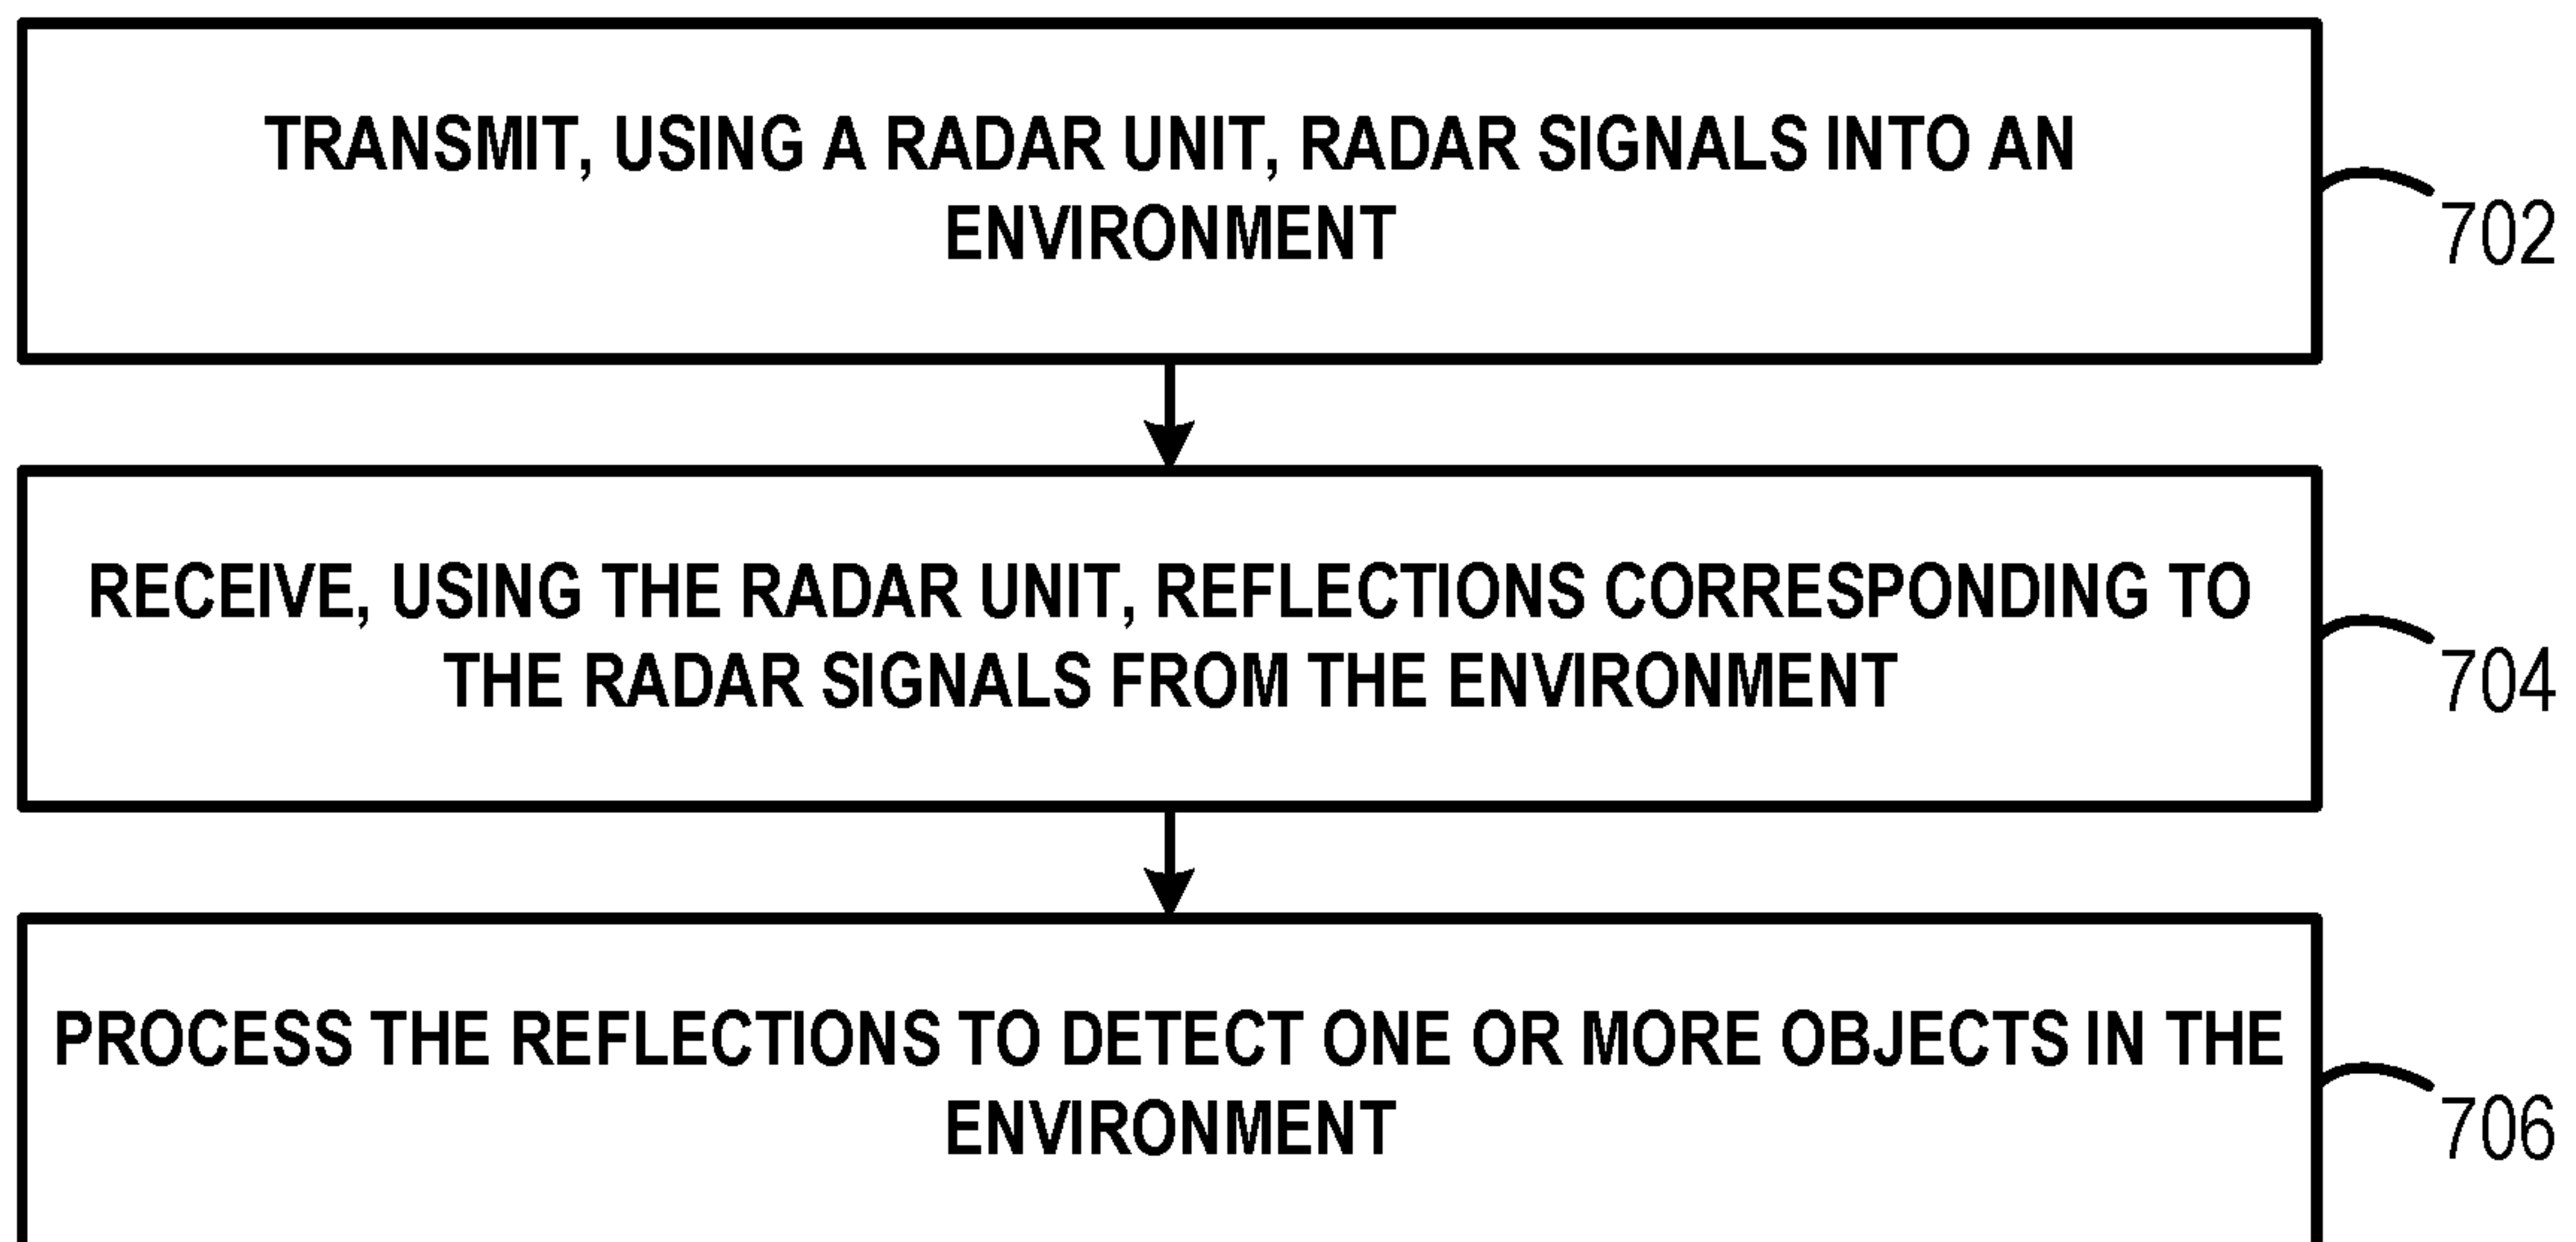 TRANSMIT, USING A RADAR UNIT, RADAR SIGNALS INTO AN
ENVIRONMENT
702
RECEIVE, USING THE RADAR UNIT, REFLECTIONS CORRESPONDING TO
THE RADAR SIGNALS FROM THE ENVIRONMENT
704
PROCESS THE REFLECTIONS TO DETECT ONE OR MORE OBJECTS IN THE
ENVIRONMENT
706